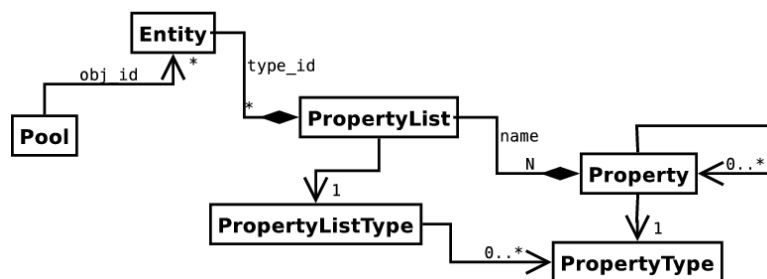 Entity
*
type_id
obj_id
Pool
*
PropertyList
name
N
Property
0..*
1
PropertyListType
0..*
1
PropertyType